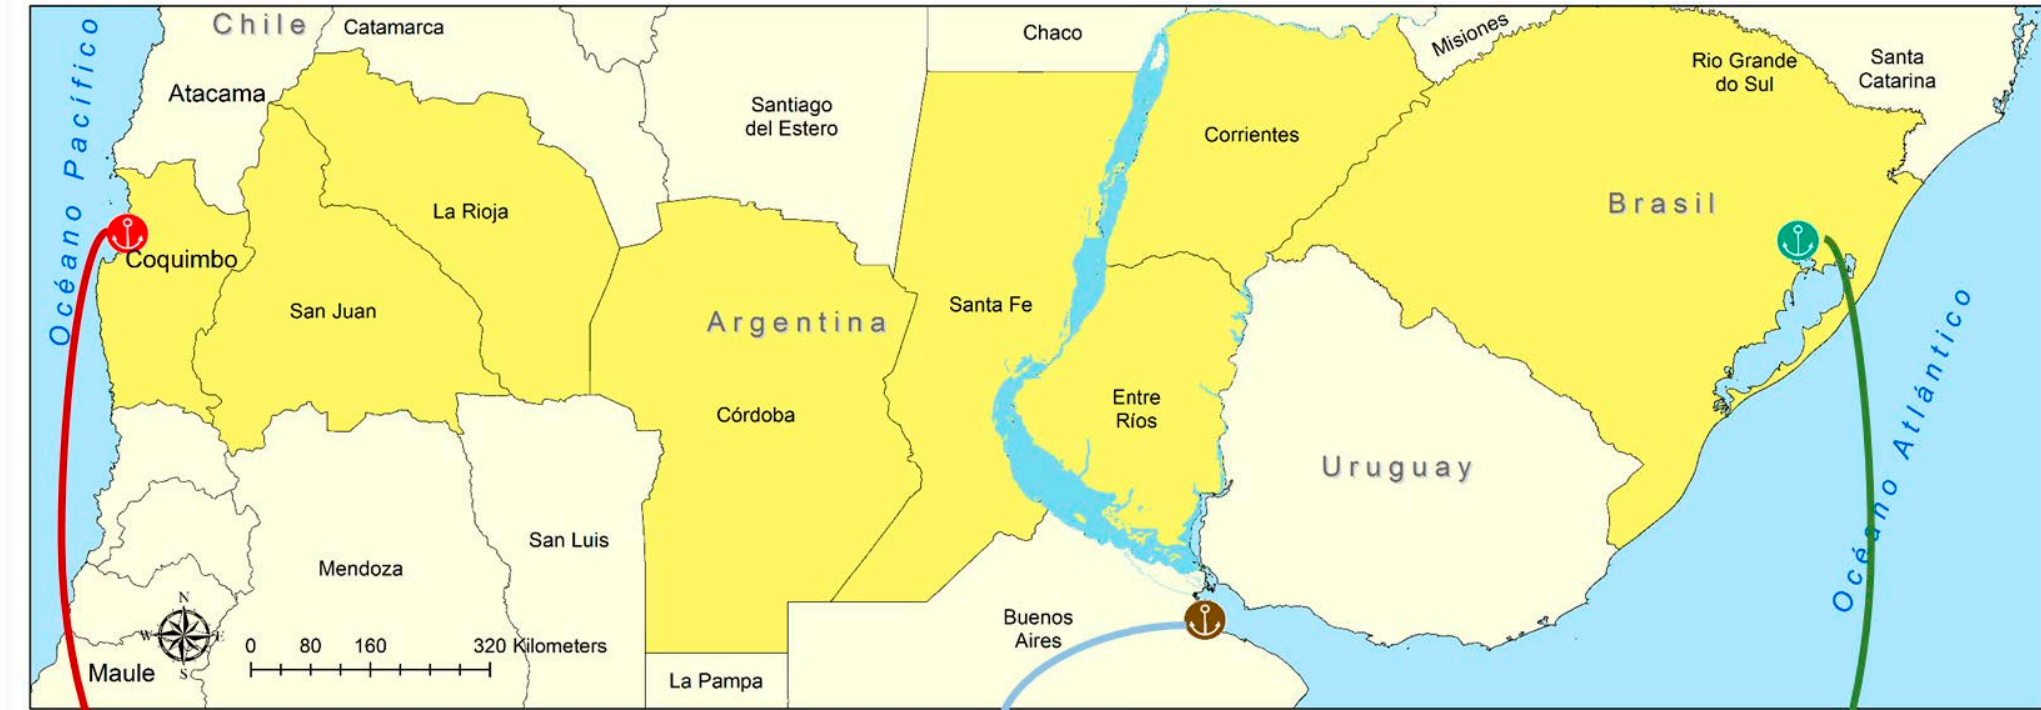 Chile
Catamarca
Chaco
Misiones
Rio Grande
do Sul
Santa
Catarina
Atacama
Santiago
del Estero
Corrientes
Océano Pacífico
La Rioja
Brasil
Coquimbo
San Juan
Argentina
Santa Fe
Océano Atlántico
Córdoba
Entre
Ríos
Uruguay
San Luis
Mendoza
Buenos
Aires
N
W
E
S
0 80 160 320 Kilometers
Maule
La Pampa